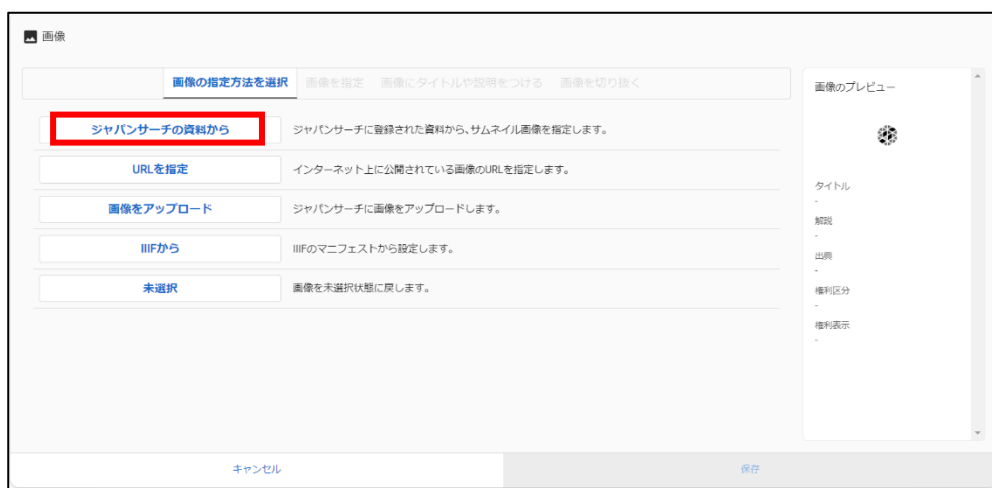 画像
画像の指定方法を選択 画像を指定 画像にタイトルや説明をつける 画像を切り抜く
ジャパンサーチの資料から ジャパンサーチに登録された資料から、サムネイル画像を指定します。
URLを指定 インターネット上に公開されている画像のURLを指定します。
画像をアップロード ジャパンサーチに画像をアップロードします。
IIIFから IIIFのマニフェストから設定します。
未選択 画像を未選択状態に戻します。
画像のプレビュー
タイトル
-
解説
-
出典
-
権利区分
-
権利表示
-
キャンセル 保存